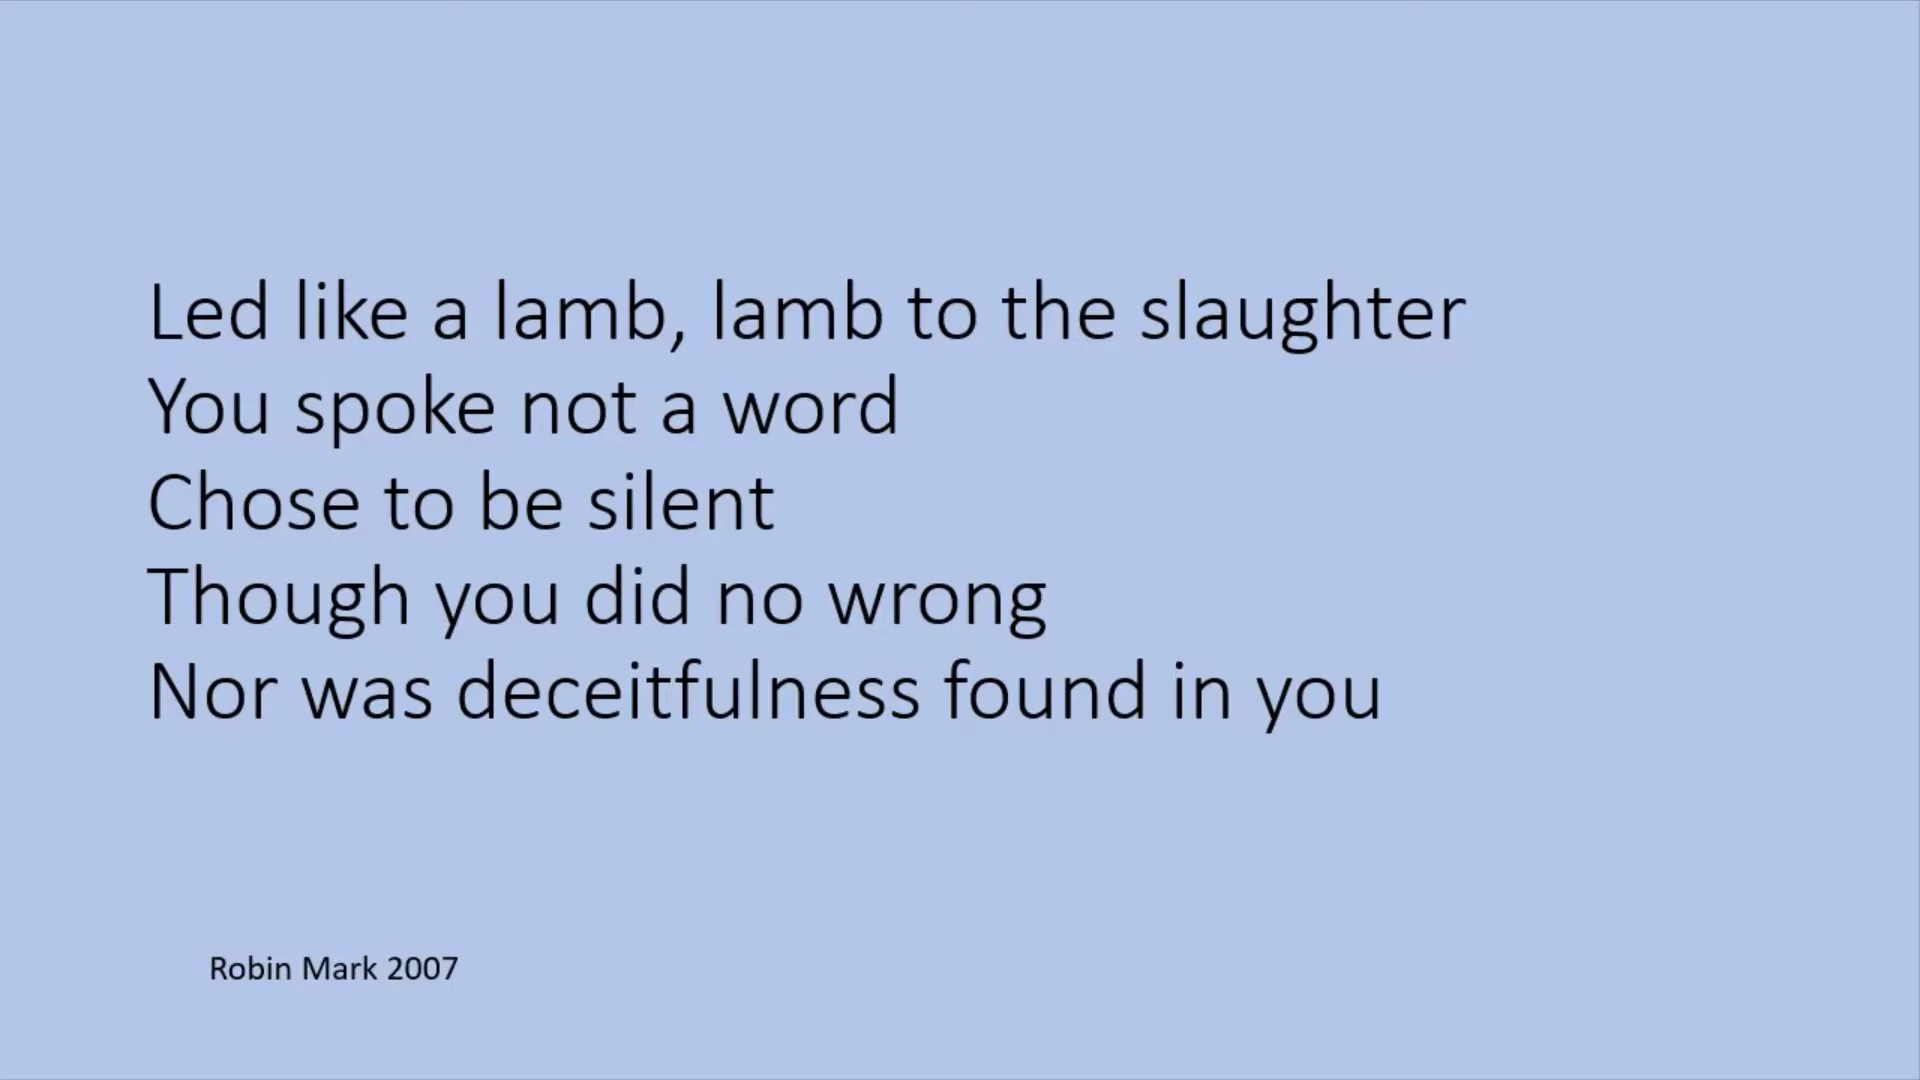 Led like a lamb, lamb to the slaughter
You spoke not a word
Chose to be silent
Though you did no wrong
Nor was deceitfulness found in you
Robin Mark 2007